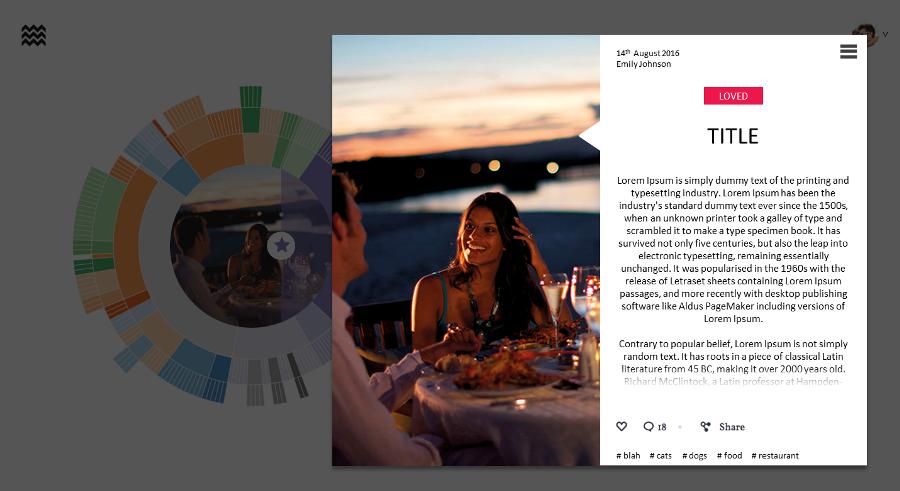 14th August 2016
Emily Johnson
LOVED
TITLE
Lorem Ipsum is simply dummy text of the printing and
typesetting industry. Lorem Ipsum has been the
industry's standard dummy text ever since the 1500s,
when an unknown printer took a galley of type and
scrambled it to make a type specimen book. It has
survived not only five centuries, but also the leap into
electronic typesetting, remaining essentially
unchanged. It was popularised in the 1960s with the
release of Letraset sheets containing Lorem Ipsum
passages, and more recently with desktop publishing
software like Aldus PageMaker including versions of
Lorem Ipsum.
Contrary to popular belief, Lorem Ipsum is not simply
random text. It has roots in a piece of classical Latin
literature from 45 BC, making it over 2000 years old.
Richard McClintock, a Latin professor at Hampden-
18 Share
# blah # cats # dogs # food # restaurant